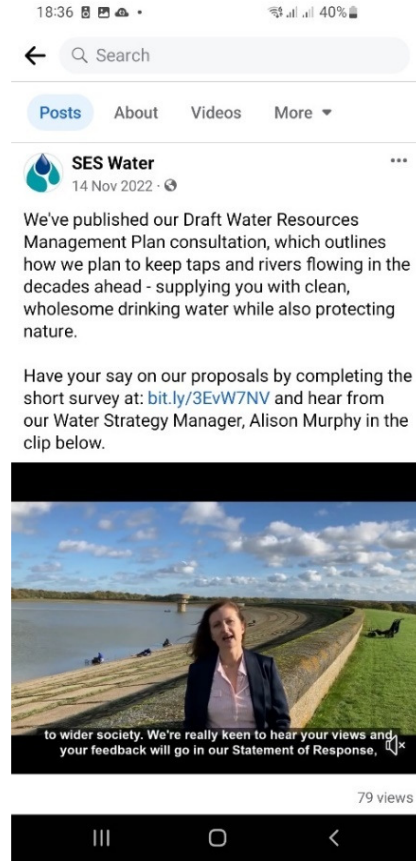 18:36
40%
Search
Posts About Videos More
SES Water
14 Nov 2022 ·
We've published our Draft Water Resources
Management Plan consultation, which outlines
how we plan to keep taps and rivers flowing in the
decades ahead - supplying you with clean,
wholesome drinking water while also protecting
nature.
Have your say on our proposals by completing the
short survey at: bit.ly/3EvW7NV and hear from
our Water Strategy Manager, Alison Murphy in the
clip below.
to wider society. We're really keen to hear your views and
your feedback will go in our Statement of Response,
79 views